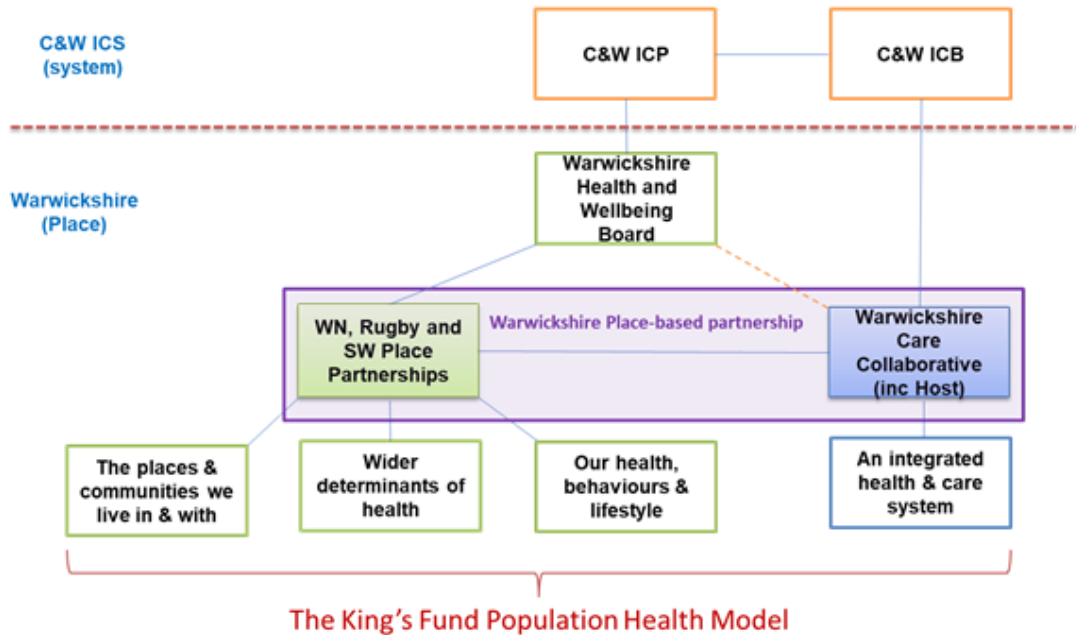 C&W ICS
(system)
C&W ICP
C&W ICB
Warwickshire
(Place)
Warwickshire
Health and
Wellbeing
Board
WN, Rugby and
SW Place
Partnerships
Warwickshire Place-based partnership
Warwickshire
Care
Collaborative
(inc Host)
The places &
communities we
live in & with
Wider
determinants of
health
Our health,
behaviours &
lifestyle
An integrated
health & care
system
The King's Fund Population Health Model